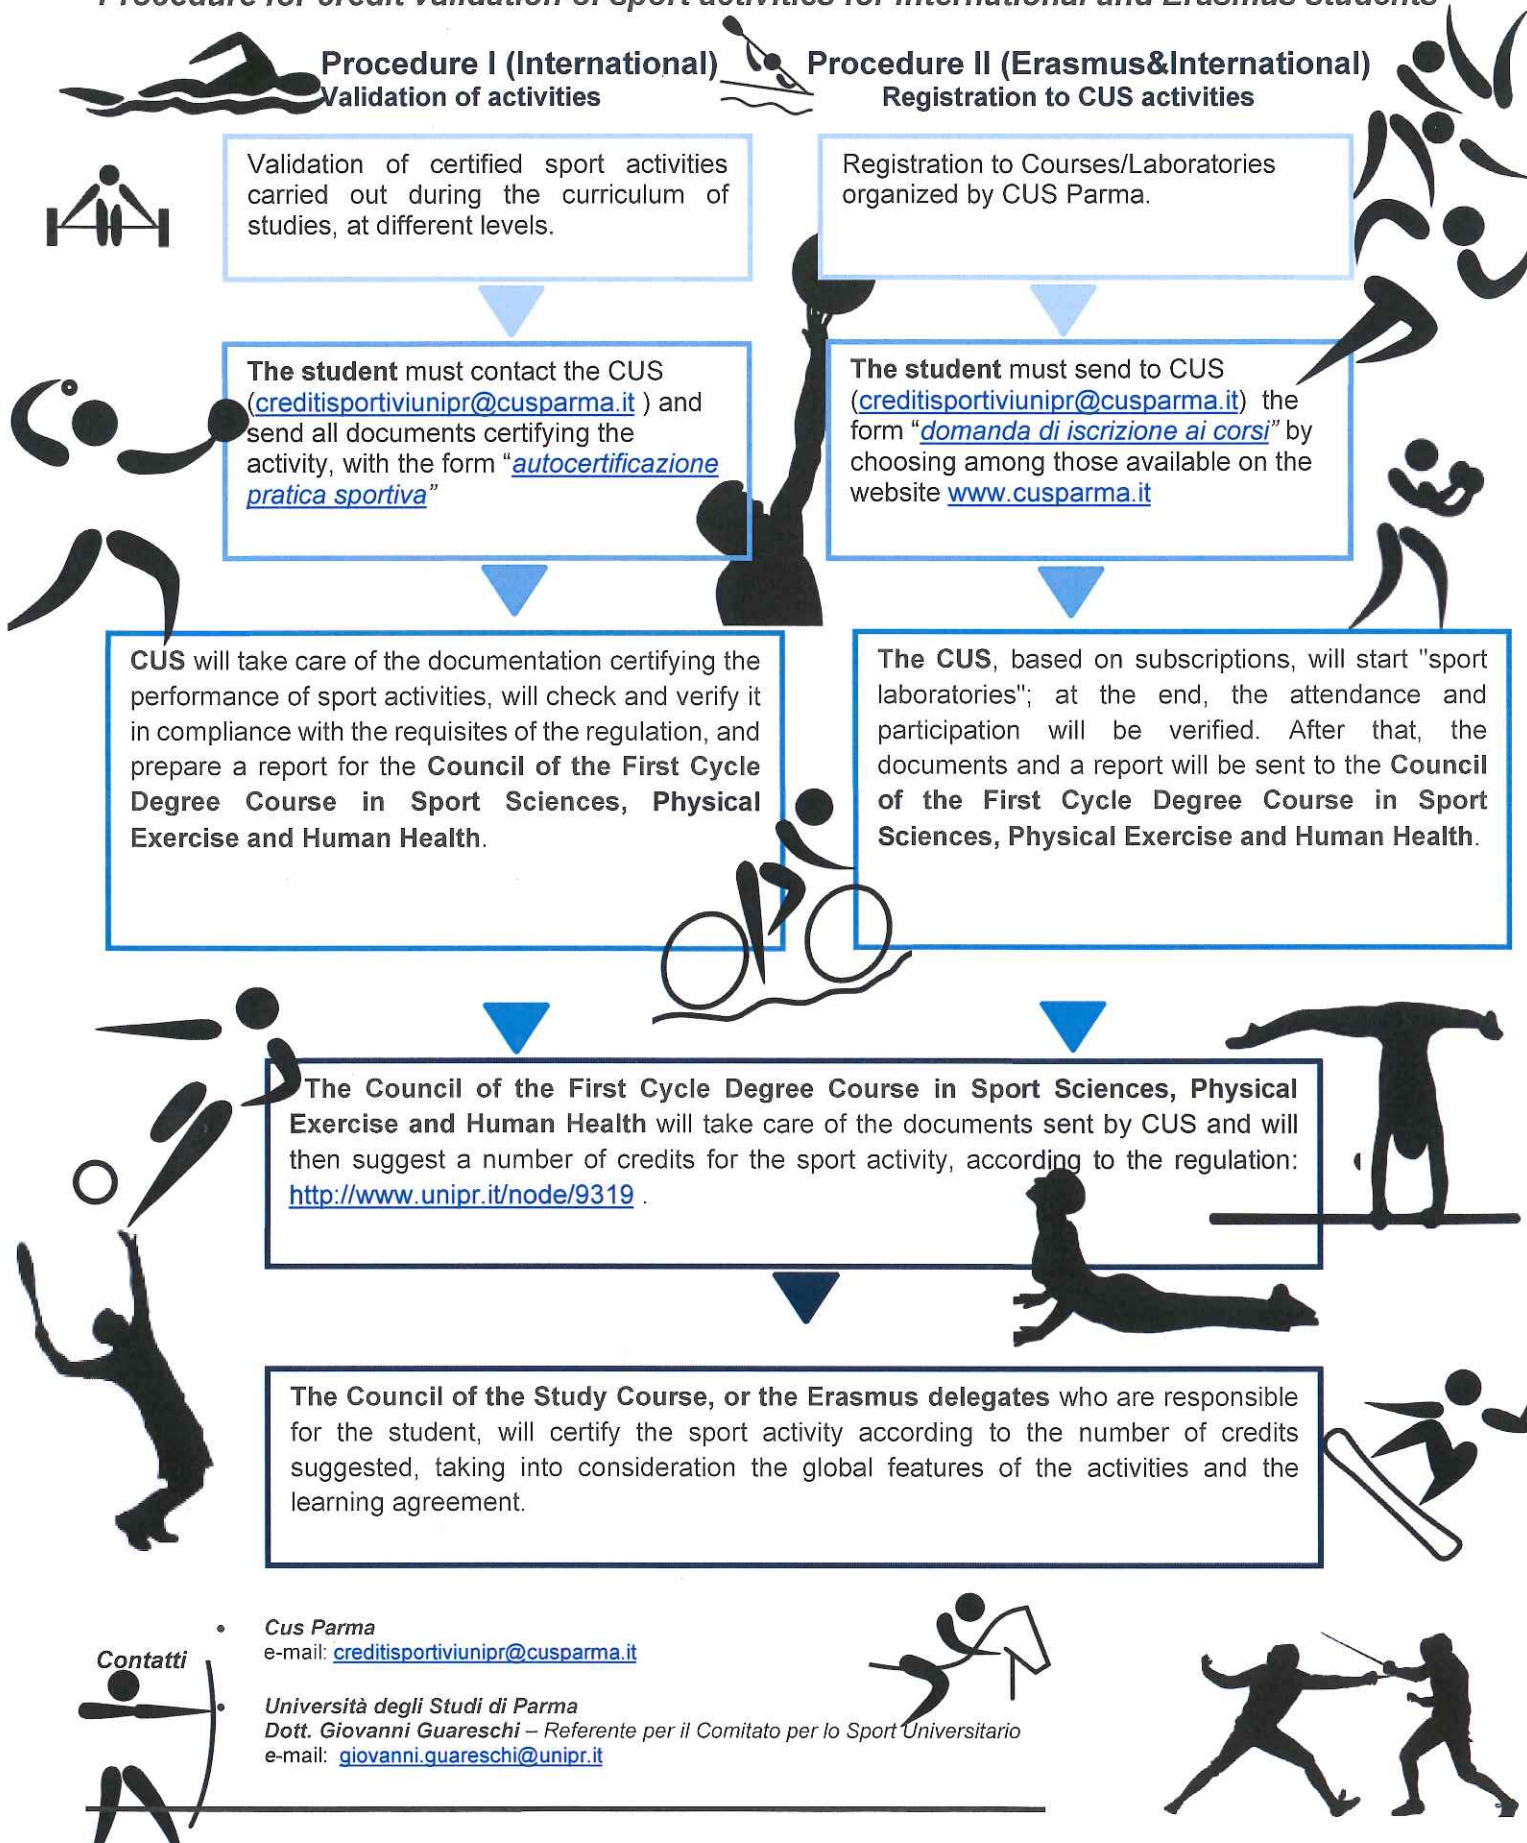 Procedure for credit validation of sport activities for International and Erasmus students
Procedure I (International)
Validation of activities
Validation of certified sport activities
carried out during the curriculum of
studies, at different levels.
The student must contact the CUS
(creditisportiviunipr@cusparma.it ) and
send all documents certifying the
activity, with the form “autocertificazione
pratica sportiva”
CUS will take care of the documentation certifying the
performance of sport activities, will check and verify it
in compliance with the requisites of the regulation, and
prepare a report for the Council of the First Cycle
Degree Course in Sport Sciences, Physical
Exercise and Human Health.
Procedure II (Erasmus&International)
Registration to CUS activities
Registration to Courses/Laboratories
organized by CUS Parma.
The student must send to CUS
(creditisportiviunipr@cusparma.it) the
form “domanda di iscrizione ai corsi” by
choosing among those available on the
website www.cusparma.it
The CUS, based on subscriptions, will start "sport
laboratories"; at the end, the attendance and
participation will be verified. After that, the
documents and a report will be sent to the Council
of the First Cycle Degree Course in Sport
Sciences, Physical Exercise and Human Health.
The Council of the First Cycle Degree Course in Sport Sciences, Physical
Exercise and Human Health will take care of the documents sent by CUS and will
then suggest a number of credits for the sport activity, according to the regulation:
http://www.unipr.it/node/9319 .
The Council of the Study Course, or the Erasmus delegates who are responsible
for the student, will certify the sport activity according to the number of credits
suggested, taking into consideration the global features of the activities and the
learning agreement.
Contatti
• Cus Parma
e-mail: creditisportiviunipr@cusparma.it
• Università degli Studi di Parma
Dott. Giovanni Guareschi – Referente per il Comitato per lo Sport Universitario
e-mail: giovanni.guareschi@unipr.it